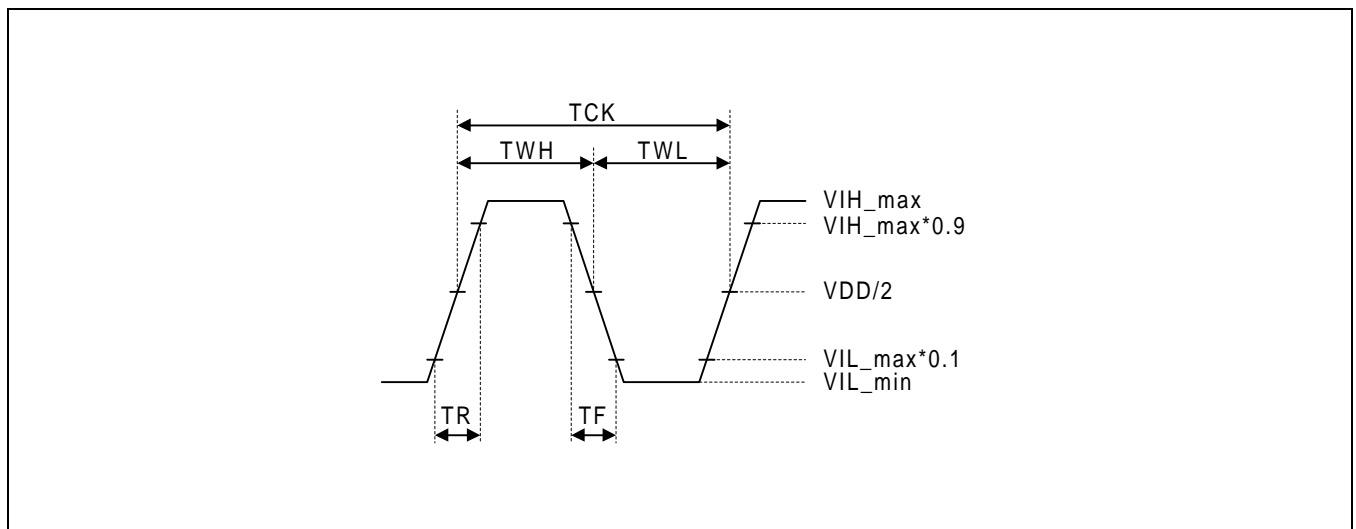 TCK
TWH TWL
VIH_max
VIH_max*0.9
VDD/2
VIL_max*0.1
VIL_min
TR TF